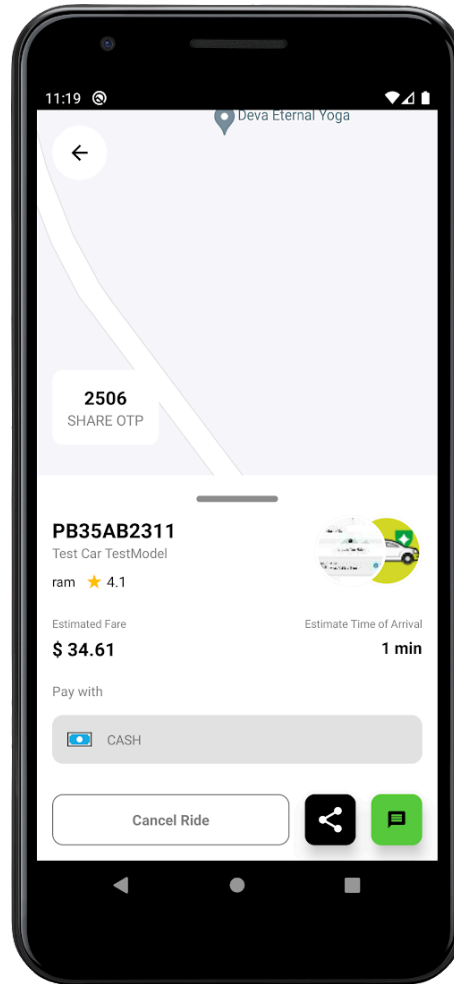 11:19
Deva Eternal Yoga
2506
SHARE OTP
PB35AB2311
Test Car TestModel
ram 4.1
Estimated Fare
Estimate Time of Arrival
$ 34.61
1 min
Pay with
CASH
Cancel Ride